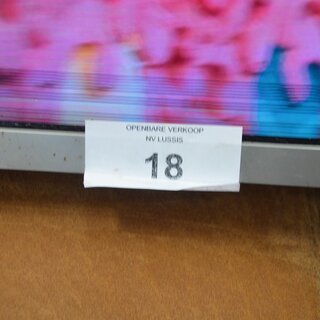 OPENBARE VERKOOP
NV LUSSIS
18